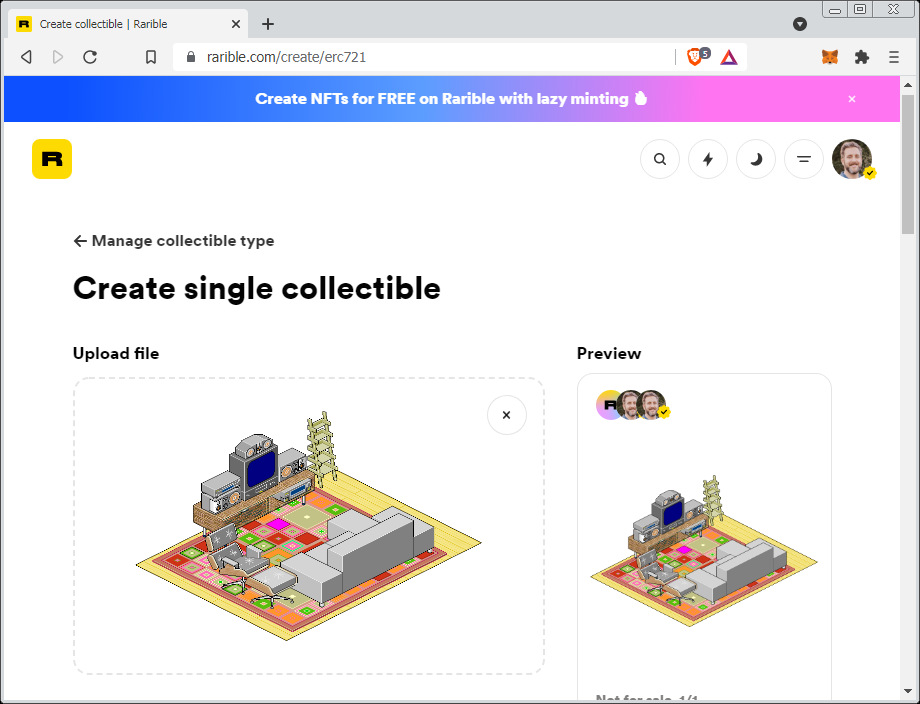 Create collectible | Rarible
rarible.com/create/erc721
5
Create NFTs for FREE on Rarible with lazy minting
R
Manage collectible type
Create single collectible
Upload file
Preview
R
Not for sale 1/1